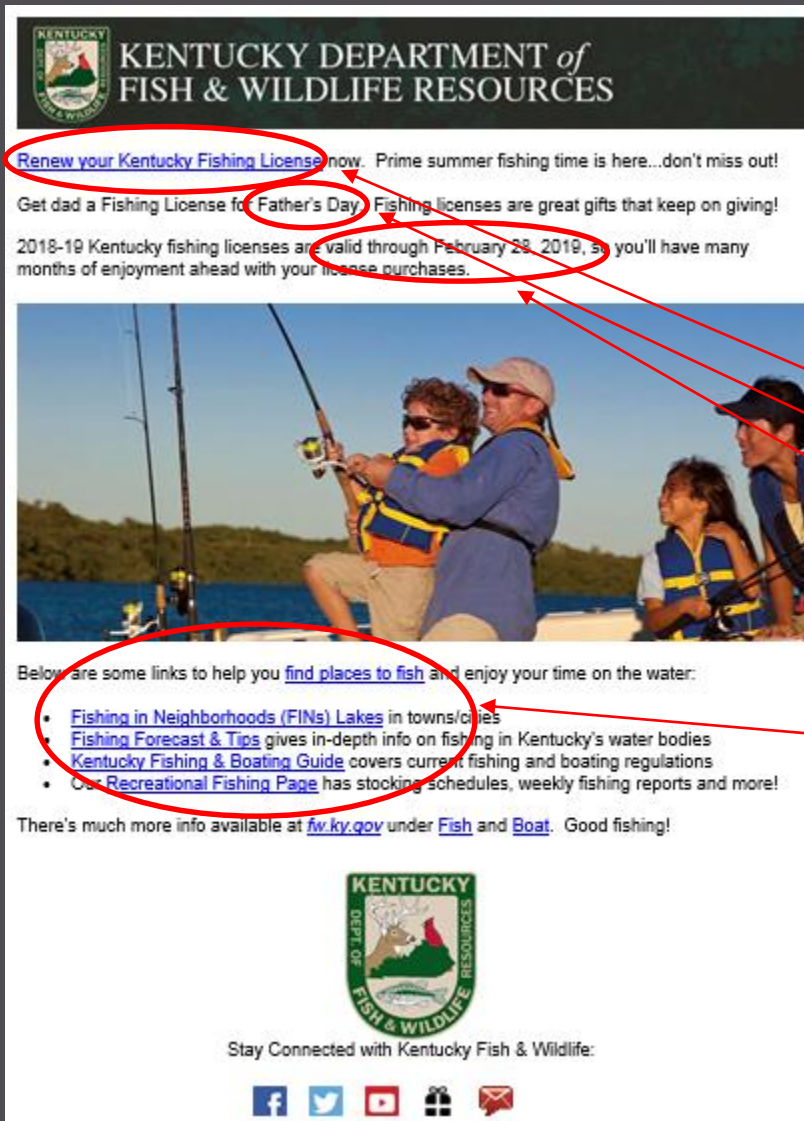 KENTUCKY
DEPT. OF
RESOURCES
FISH & WILDLIFE
KENTUCKY DEPARTMENT of
FISH & WILDLIFE RESOURCES
Renew your Kentucky Fishing License now. Prime summer fishing time is here...don't miss out!
Get dad a Fishing License for Father's Day. Fishing licenses are great gifts that keep on giving!
2018-19 Kentucky fishing licenses are valid through February 28, 2019, so you'll have many
months of enjoyment ahead with your license purchases.
Below are some links to help you find places to fish and enjoy your time on the water:
• Fishing in Neighborhoods (FINs) Lakes in towns/cities
• Fishing Forecast & Tips gives in-depth info on fishing in Kentucky's water bodies
• Kentucky Fishing & Boating Guide covers current fishing and boating regulations
• Our Recreational Fishing Page has stocking schedules, weekly fishing reports and more!
There's much more info available at fw.ky.gov under Fish and Boat. Good fishing!
KENTUCKY
DEPT. OF
RESOURCES
FISH & WILDLIFE
Stay Connected with Kentucky Fish & Wildlife: